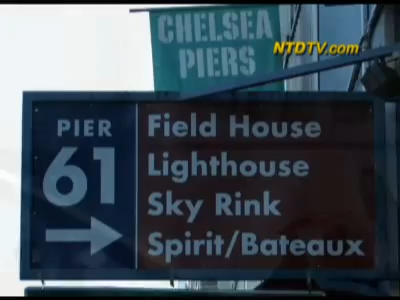 CHELSEA
PIERS
NTDTV.com
PIER
61
Field House
Lighthouse
Sky Rink
Spirit/Bateaux